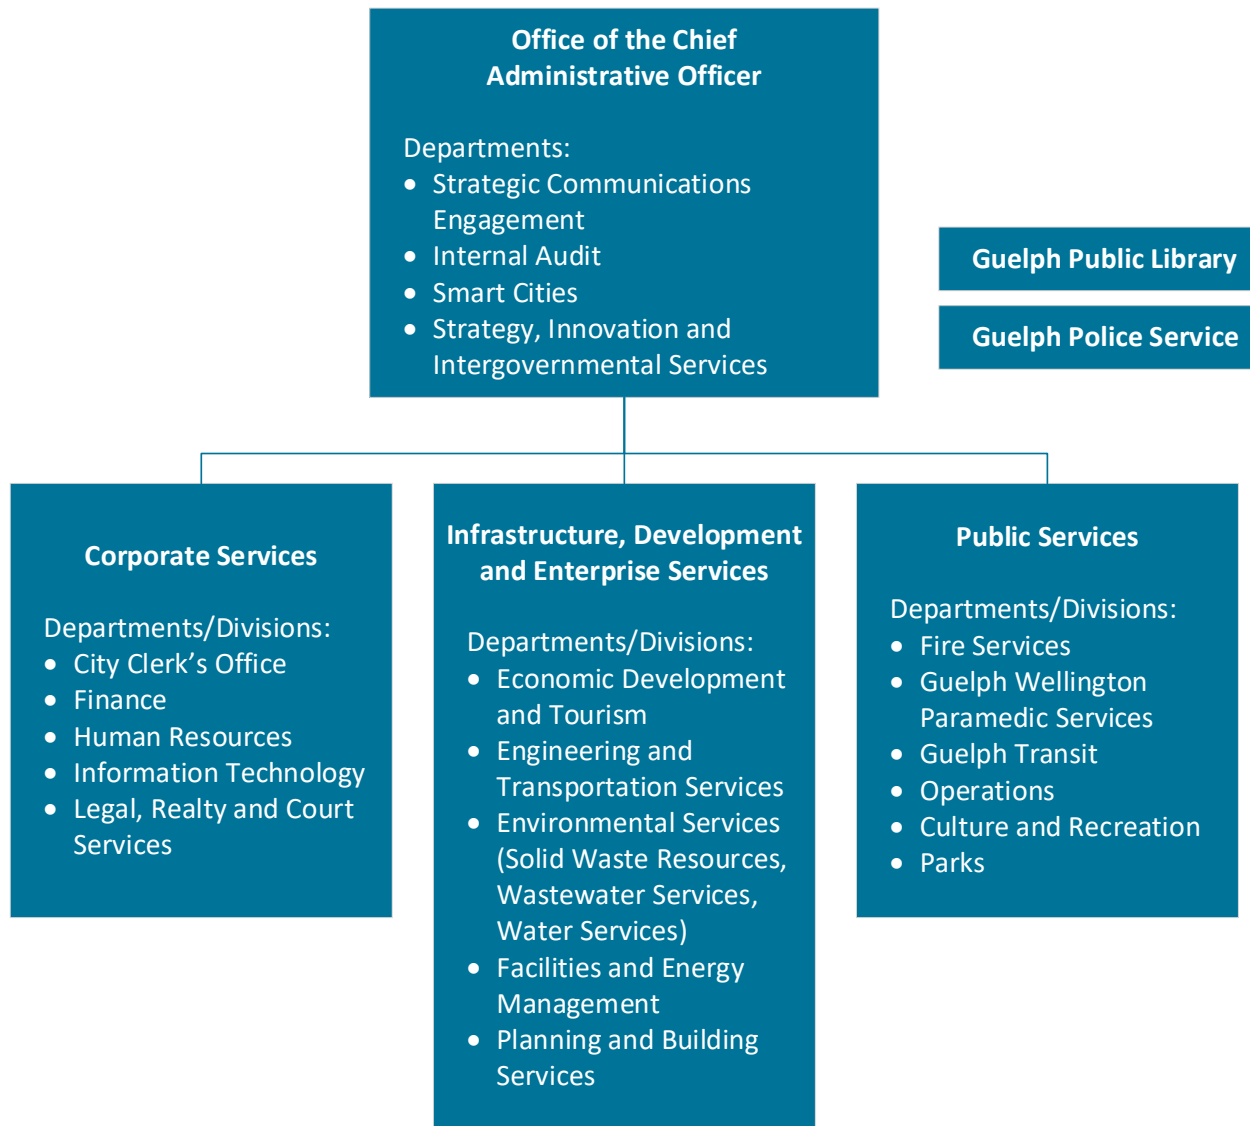 Office of the Chief
Administrative Officer
Departments:
• Strategic Communications
Engagement
• Internal Audit
• Smart Cities
• Strategy, Innovation and
Intergovernmental Services
Guelph Public Library
Guelph Police Service
Corporate Services
Departments/Divisions:
• City Clerk’s Office
• Finance
• Human Resources
• Information Technology
• Legal, Realty and Court
Services
Infrastructure, Development
and Enterprise Services
Departments/Divisions:
• Economic Development
and Tourism
• Engineering and
Transportation Services
• Environmental Services
(Solid Waste Resources,
Wastewater Services,
Water Services)
• Facilities and Energy
Management
• Planning and Building
Services
Public Services
Departments/Divisions:
• Fire Services
• Guelph Wellington
Paramedic Services
• Guelph Transit
• Operations
• Culture and Recreation
• Parks